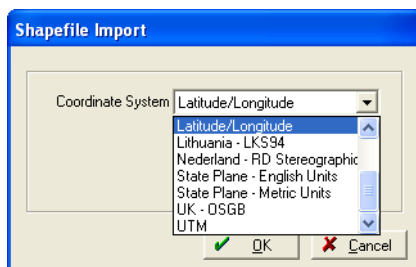 Shapefile Import
Coordinate System
Latitude/Longitude
Latitude/Longitude
Lithuania - LKS94
Nederland - RD Stereographic
State Plane - English Units
State Plane - Metric Units
UK - OSGB
UTM
OK
Cancel